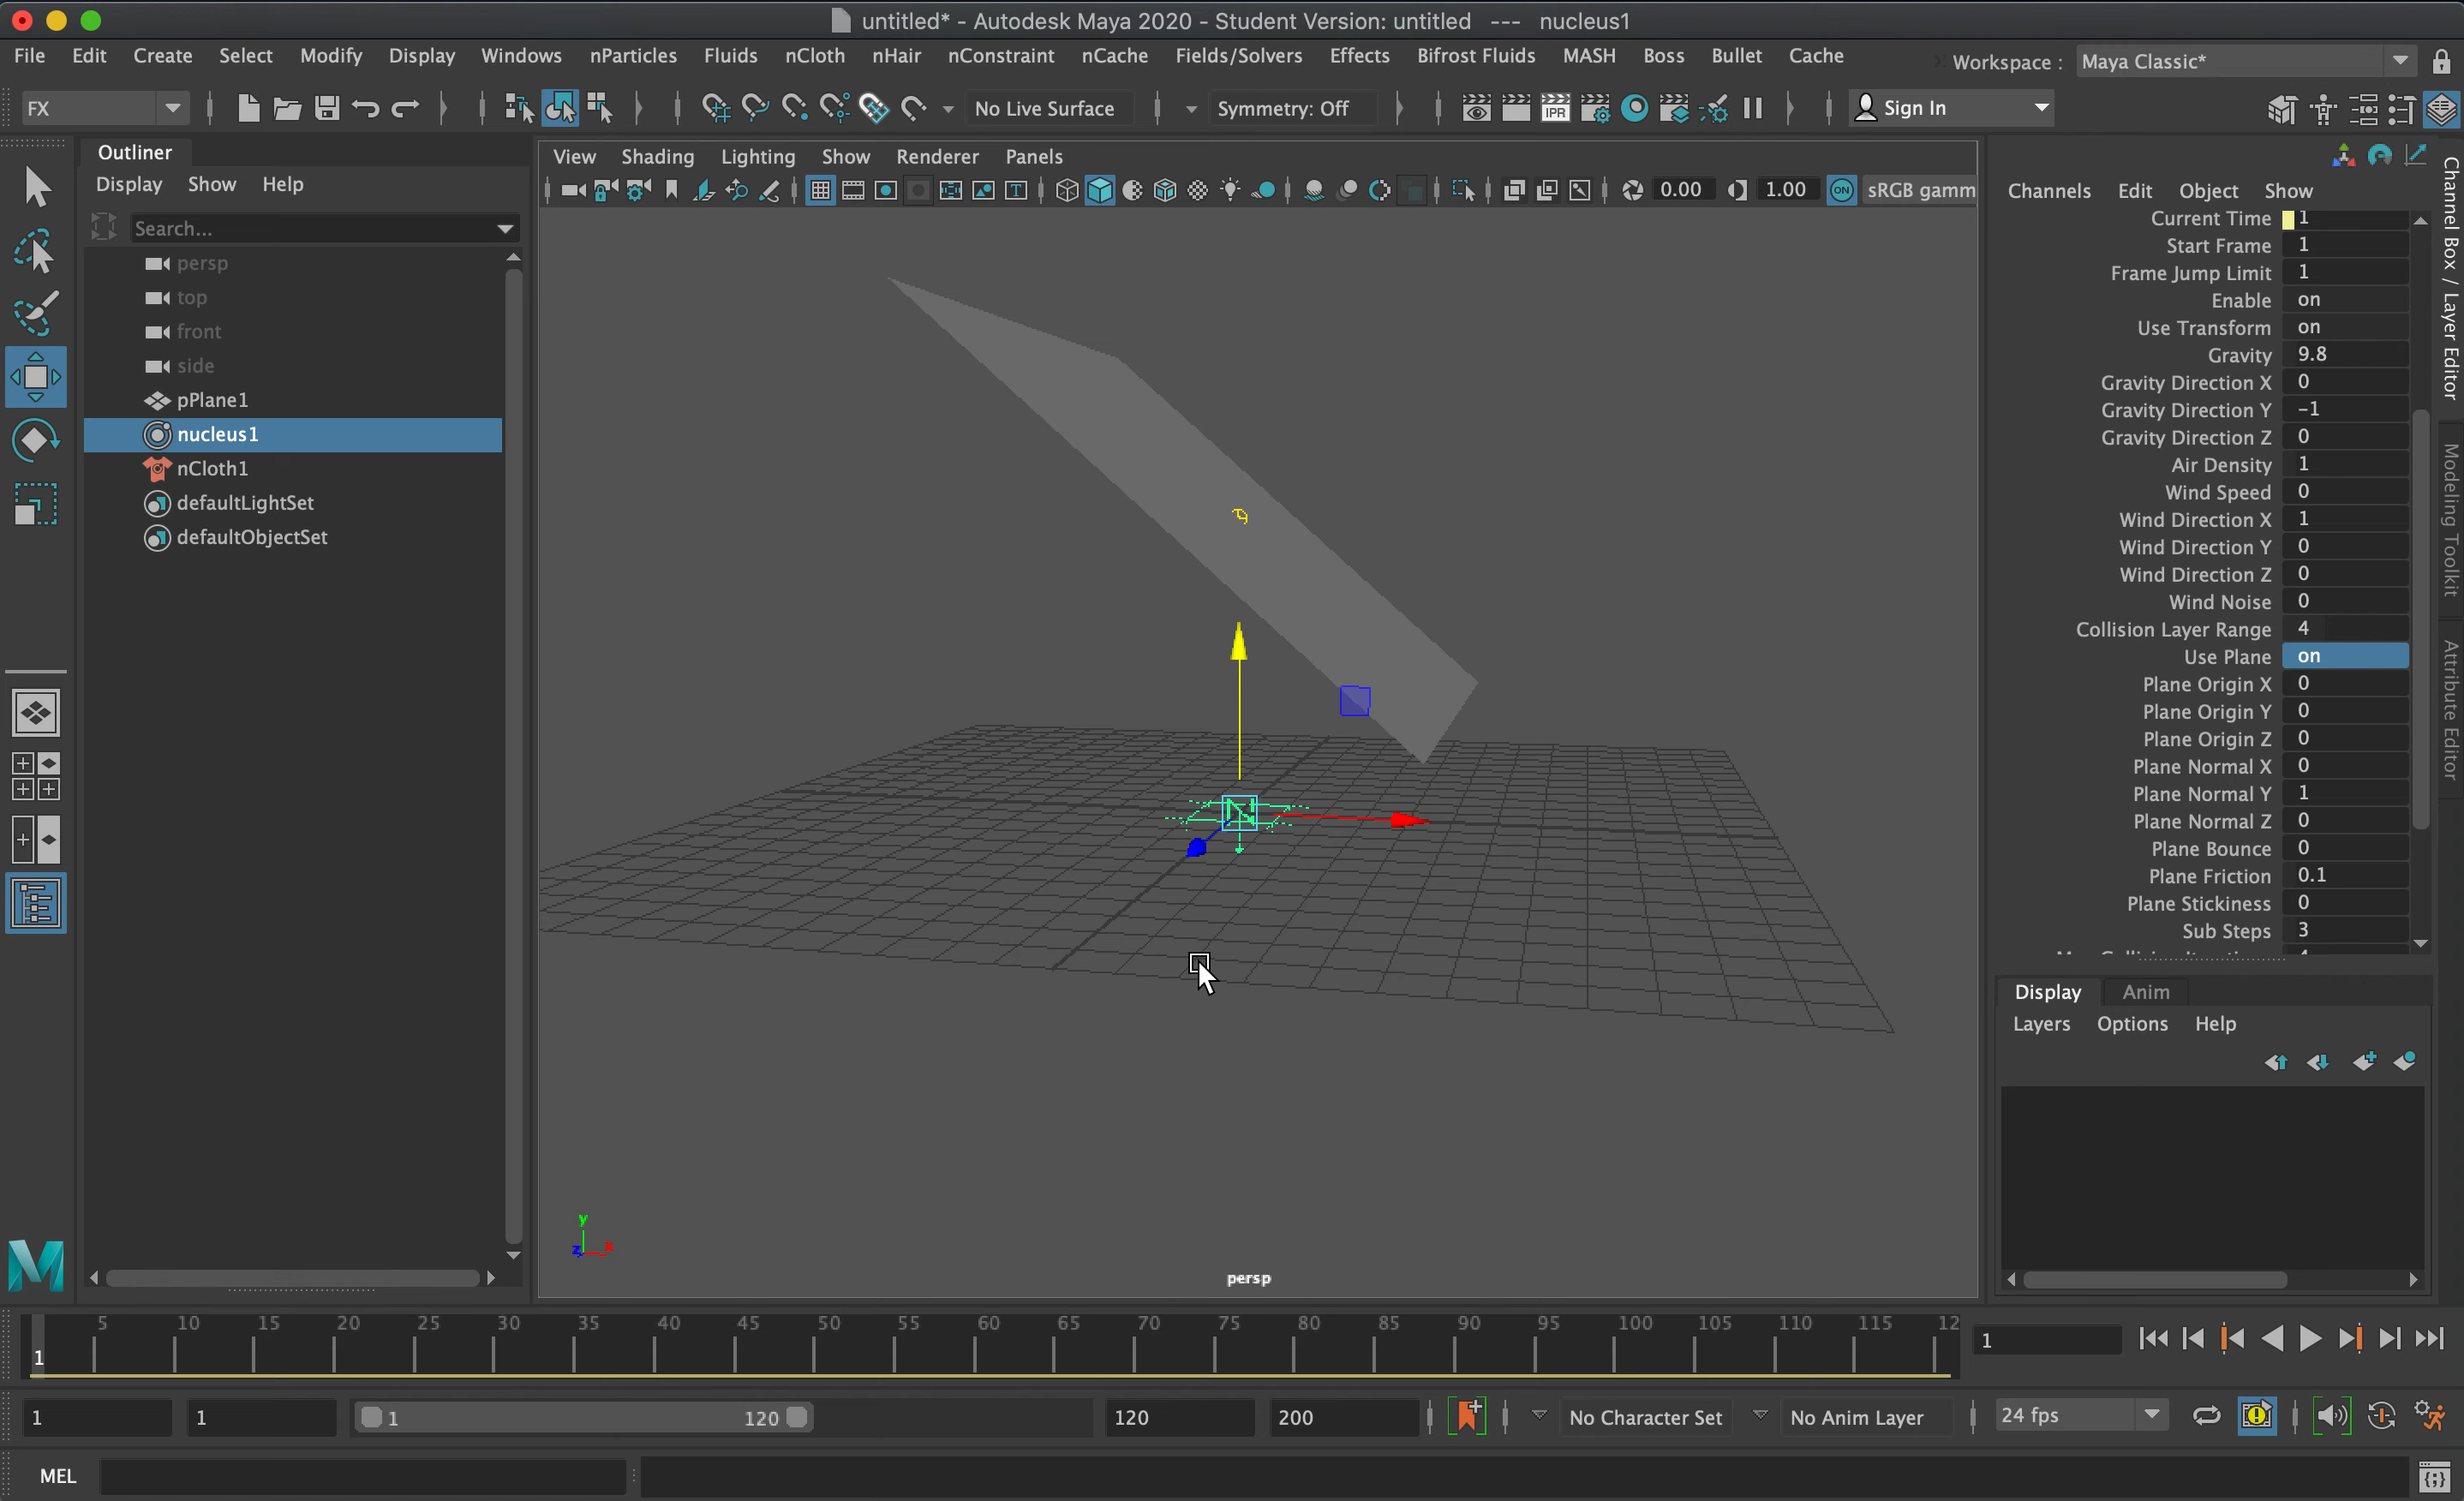 untitled* - Autodesk Maya 2020 - Student Version: untitled --- nucleus1
File Edit Create Select Modify Display Windows nParticles Fluids nCloth nHair nConstraint nCache Fields/Solvers Effects Bifrost Fluids MASH Boss Bullet Cache Workspace : Maya Classic*
FX No Live Surface Symmetry: Off IPR Sign In
Outliner
Display Show Help
Search...
persp
top
front
side
pPlane1
nucleus1
nCloth1
defaultLightSet
defaultObjectSet
View Shading Lighting Show Renderer Panels
0.00 1.00 ON sRGB gamm
N
y
z x
persp
Channels Edit Object Show
Current Time 1
Start Frame 1
Frame Jump Limit 1
Enable on
Use Transform on
Gravity 9.8
Gravity Direction X 0
Gravity Direction Y -1
Gravity Direction Z 0
Air Density 1
Wind Speed 0
Wind Direction X 1
Wind Direction Y 0
Wind Direction Z 0
Wind Noise 0
Collision Layer Range 4
Use Plane on
Plane Origin X 0
Plane Origin Y 0
Plane Origin Z 0
Plane Normal X 0
Plane Normal Y 1
Plane Normal Z 0
Plane Bounce 0
Plane Friction 0.1
Plane Stickiness 0
Sub Steps 3
Channel Box / Layer Editor
Modeling Toolkit
Attribute Editor
Display Anim
Layers Options Help
5 10 15 20 25 30 35 40 45 50 55 60 65 70 75 80 85 90 95 100 105 110 115 12
1
1
1 1 1 120 120 200 No Character Set No Anim Layer 24 fps
MEL